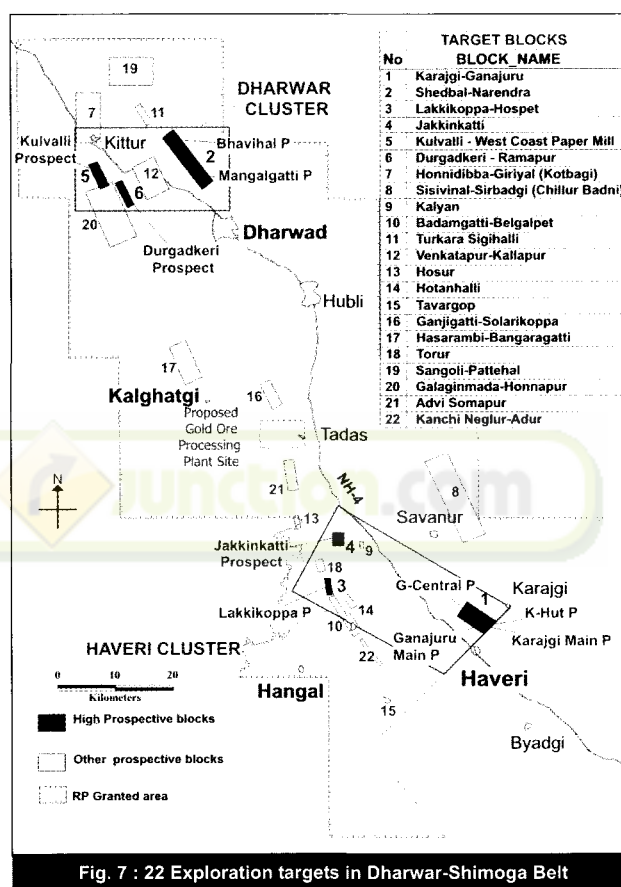 TARGET BLOCKS
No BLOCK_NAME
1 Karajgi-Ganajuru
2 Shedbal-Narendra
3 Lakkikoppa-Hospet
4 Jakkinkatti
5 Kulvalli - West Coast Paper Mill
6 Durgadkeri - Ramapur
7 Honnidibba-Giriyal (Kotbagi)
8 Sisivinal-Sirbadgi (Chillur Badni)
9 Kalyan
10 Badamgatti-Belgalpet
11 Turkara Sigihalli
12 Venkatapur-Kallapur
13 Hosur
14 Hotanhalli
15 Tavargop
16 Ganjigatti-Solarikoppa
17 Hasarambi-Bangaragatti
18 Torur
19 Sangoli-Pattehal
20 Galaginmada-Honnapur
21 Advi Somapur
22 Kanchi Neglur-Adur
19
DHARWAR
CLUSTER
7
11
Kulvalli
Prospect
Kittur
Bhavihal P
2
Mangalgatti P
5
6
12
20
Dharwad
Durgadkeri
Prospect
Hubli
17
Kalghatgi
16
Proposed
Gold Ore
Processing
Plant Site
Tadas
N
21
NH-4
8
Savanur
13
Jakkinkatti
Prospect
4
9
18
3
G-Central P
1
Karajgi
K-Hut P
Lakkikoppa P
14
10
Ganajuru
Main P
Karajgi Main P
HAVERI CLUSTER
22
Haveri
0 10 20
Kilometers
Hangal
15
Byadgi
High Prospective blocks
Other prospective blocks
RP Granted area
Junction.com
Fig. 7 : 22 Exploration targets in Dharwar-Shimoga Belt